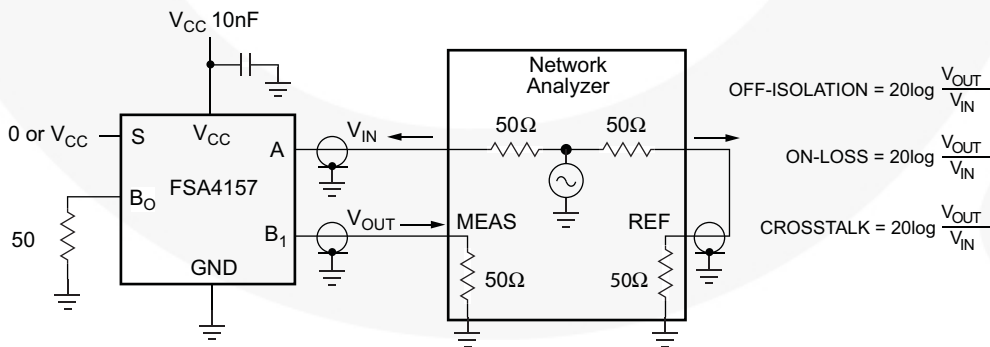 V_CC 10nF
Network
Analyzer
OFF-ISOLATION = 20log V_OUT / V_IN
0 or V_CC
S
V_CC
A
V_IN
50Ω
50Ω
FSA4157
ON-LOSS = 20log V_OUT / V_IN
B_O
50
B_1
V_OUT
MEAS
REF
CROSSTALK = 20log V_OUT / V_IN
GND
50Ω
50Ω